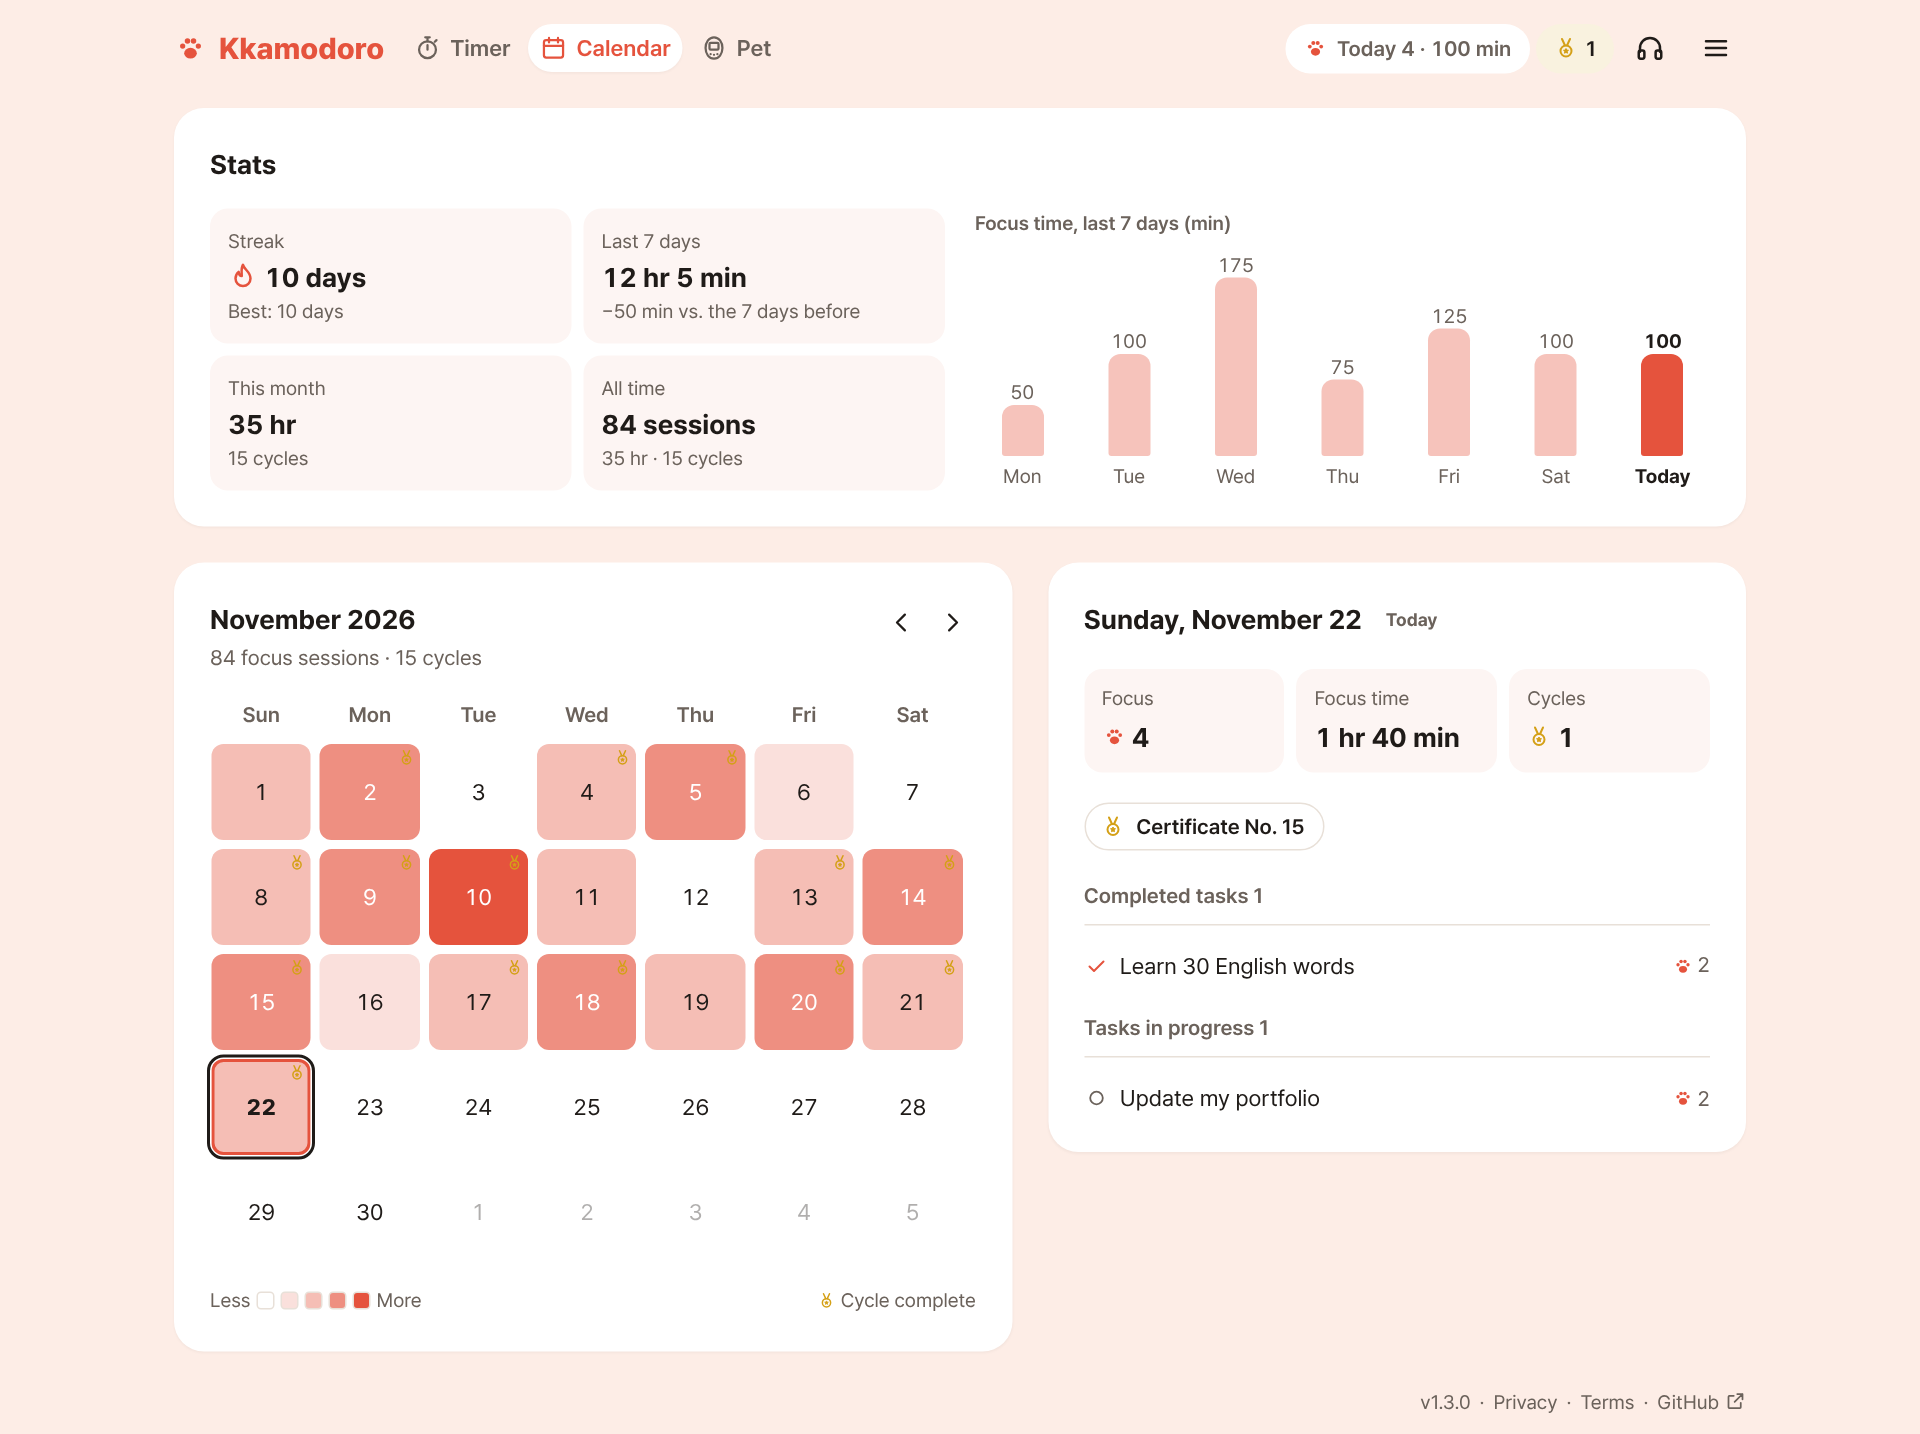 Kkamodoro
Timer
Calendar
Pet
Today 4 · 100 min
1
Stats
Streak
10 days
Best: 10 days
Last 7 days
12 hr 5 min
−50 min vs. the 7 days before
This month
35 hr
15 cycles
All time
84 sessions
35 hr · 15 cycles
Focus time, last 7 days (min)
50 100 175 75 125 100 100
Mon Tue Wed Thu Fri Sat Today
November 2026
84 focus sessions · 15 cycles
Sun Mon Tue Wed Thu Fri Sat
1 2 3 4 5 6 7
8 9 10 11 12 13 14
15 16 17 18 19 20 21
22 23 24 25 26 27 28
29 30 1 2 3 4 5
Less More
Cycle complete
Sunday, November 22 Today
Focus
4
Focus time
1 hr 40 min
Cycles
1
Certificate No. 15
Completed tasks 1
Learn 30 English words 2
Tasks in progress 1
Update my portfolio 2
v1.3.0 · Privacy · Terms · GitHub